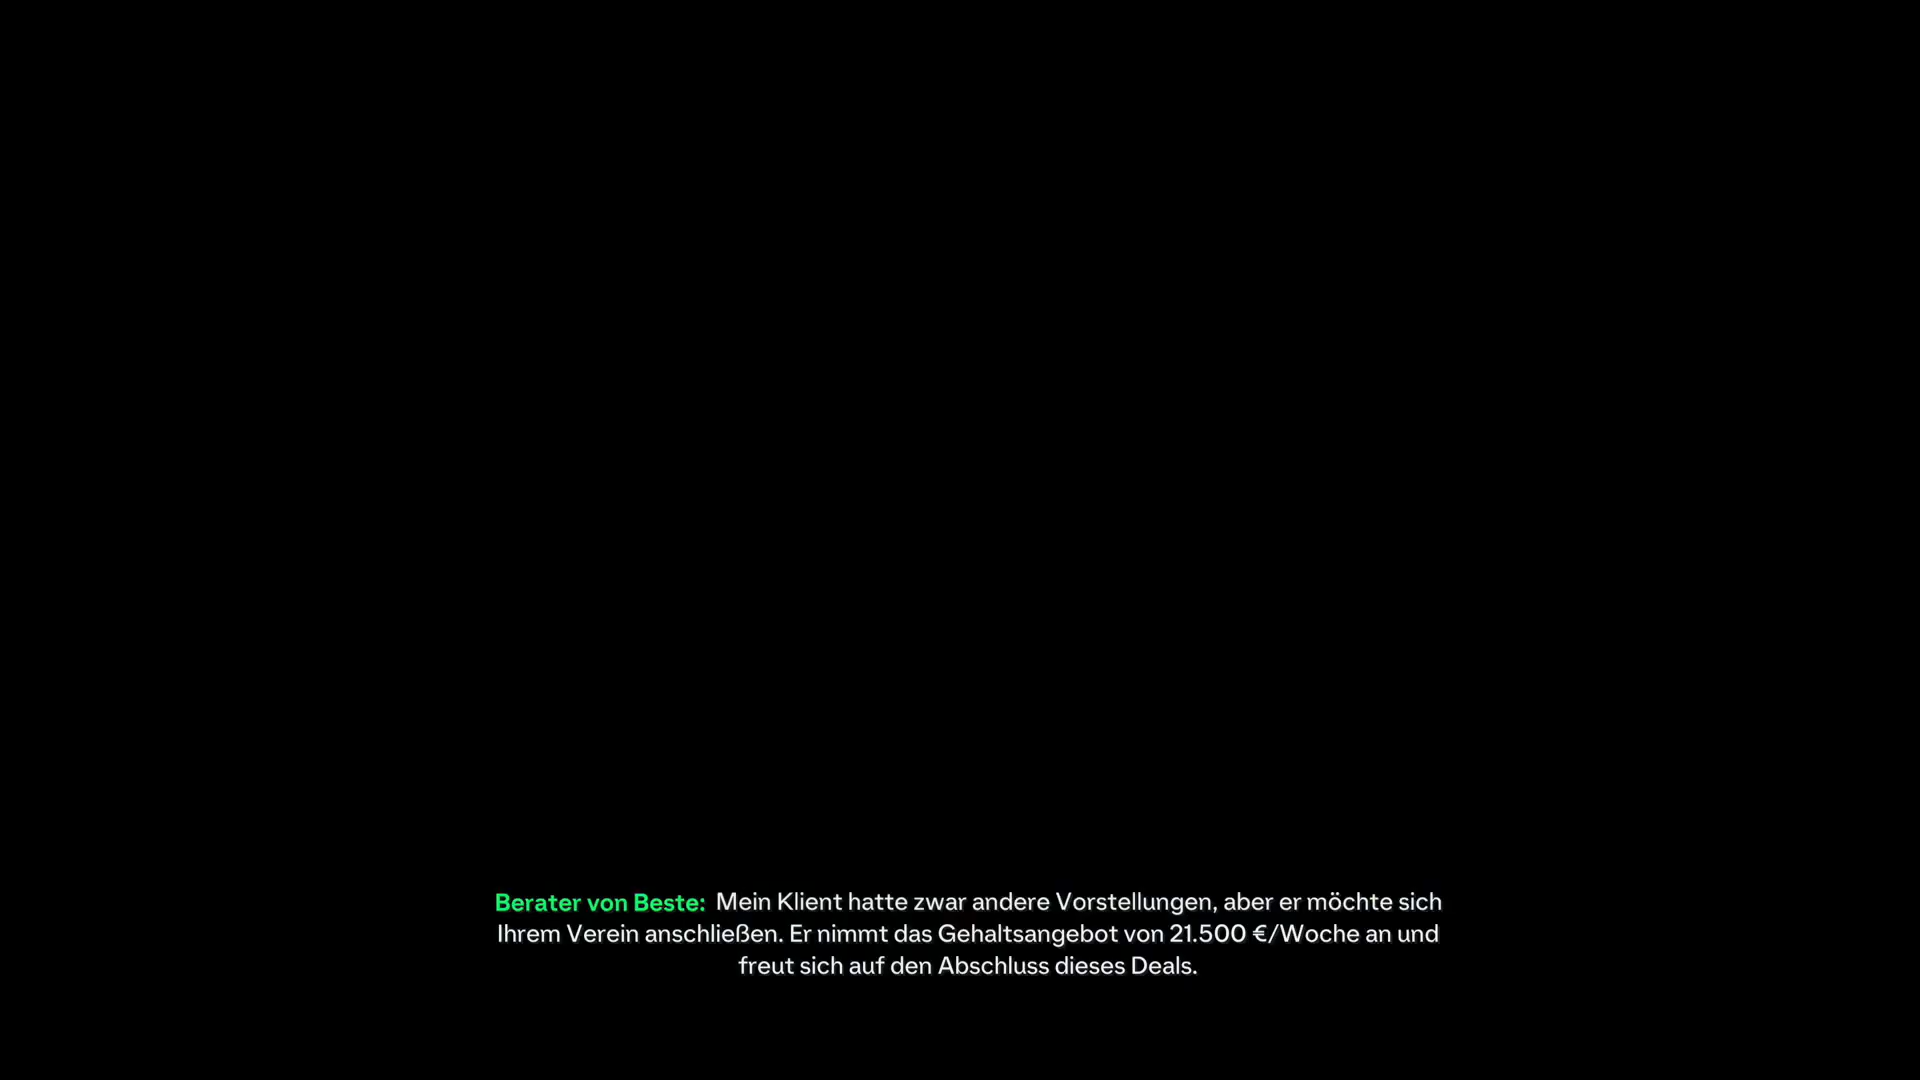 Berater von Beste: Mein Klient hatte zwar andere Vorstellungen, aber er möchte sich
Ihrem Verein anschließen. Er nimmt das Gehaltsangebot von 21.500 €/Woche an und
freut sich auf den Abschluss dieses Deals.